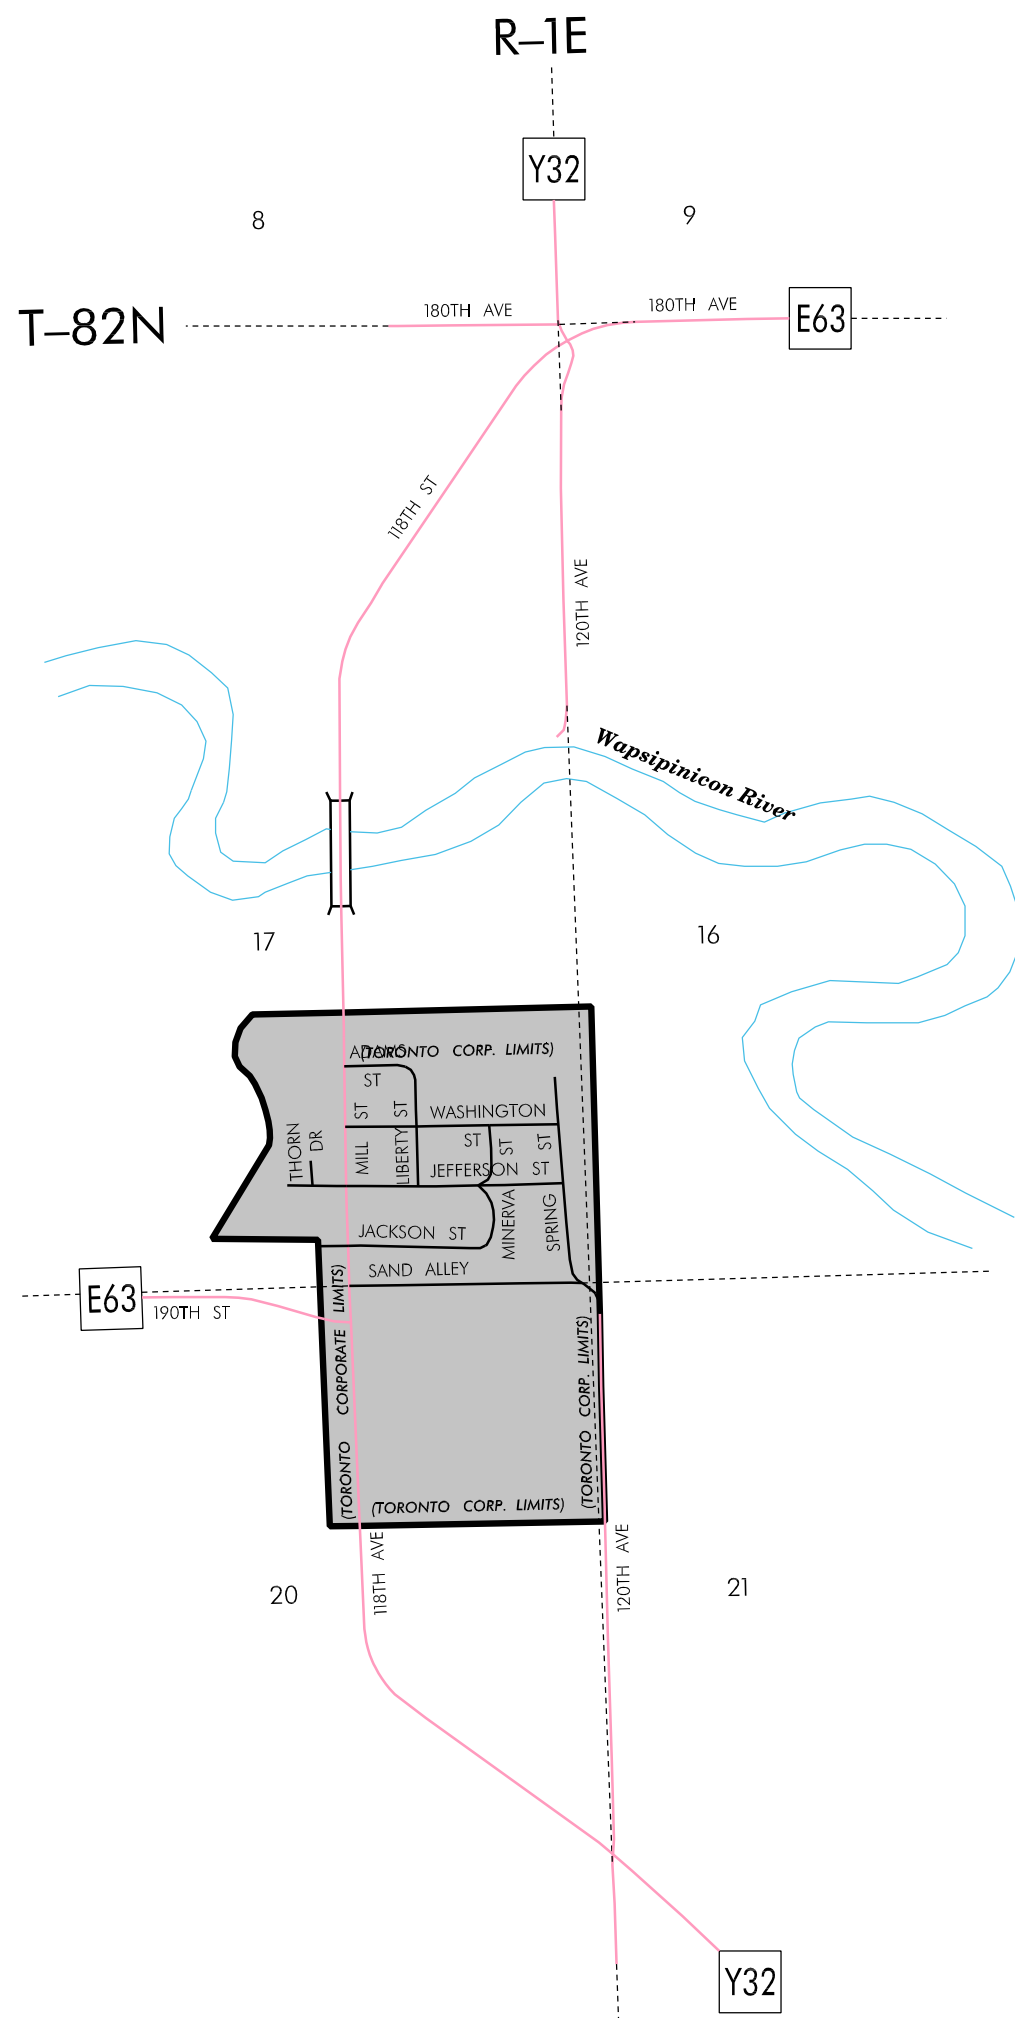 R–1E
Y32
8
9
T–82N
180TH AVE
180TH AVE
E63
118TH ST
120TH AVE
Wapsipinicon River
17
16
ADAMS
ST
(TORONTO CORP. LIMITS)
MILL ST
LIBERTY ST
WASHINGTON
ST
THORN
DR
JEFFERSON ST
MINERVA ST
SPRING ST
JACKSON ST
SAND ALLEY
E63
190TH ST
(TORONTO CORPORATE LIMITS)
(TORONTO CORP. LIMITS)
(TORONTO CORP. LIMITS)
118TH AVE
120TH AVE
20
21
Y32